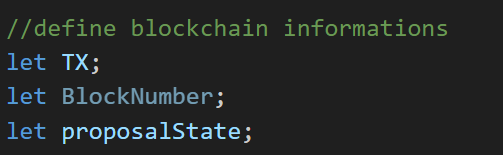 //define blockchain informations
let TX;
let BlockNumber;
let proposalState;